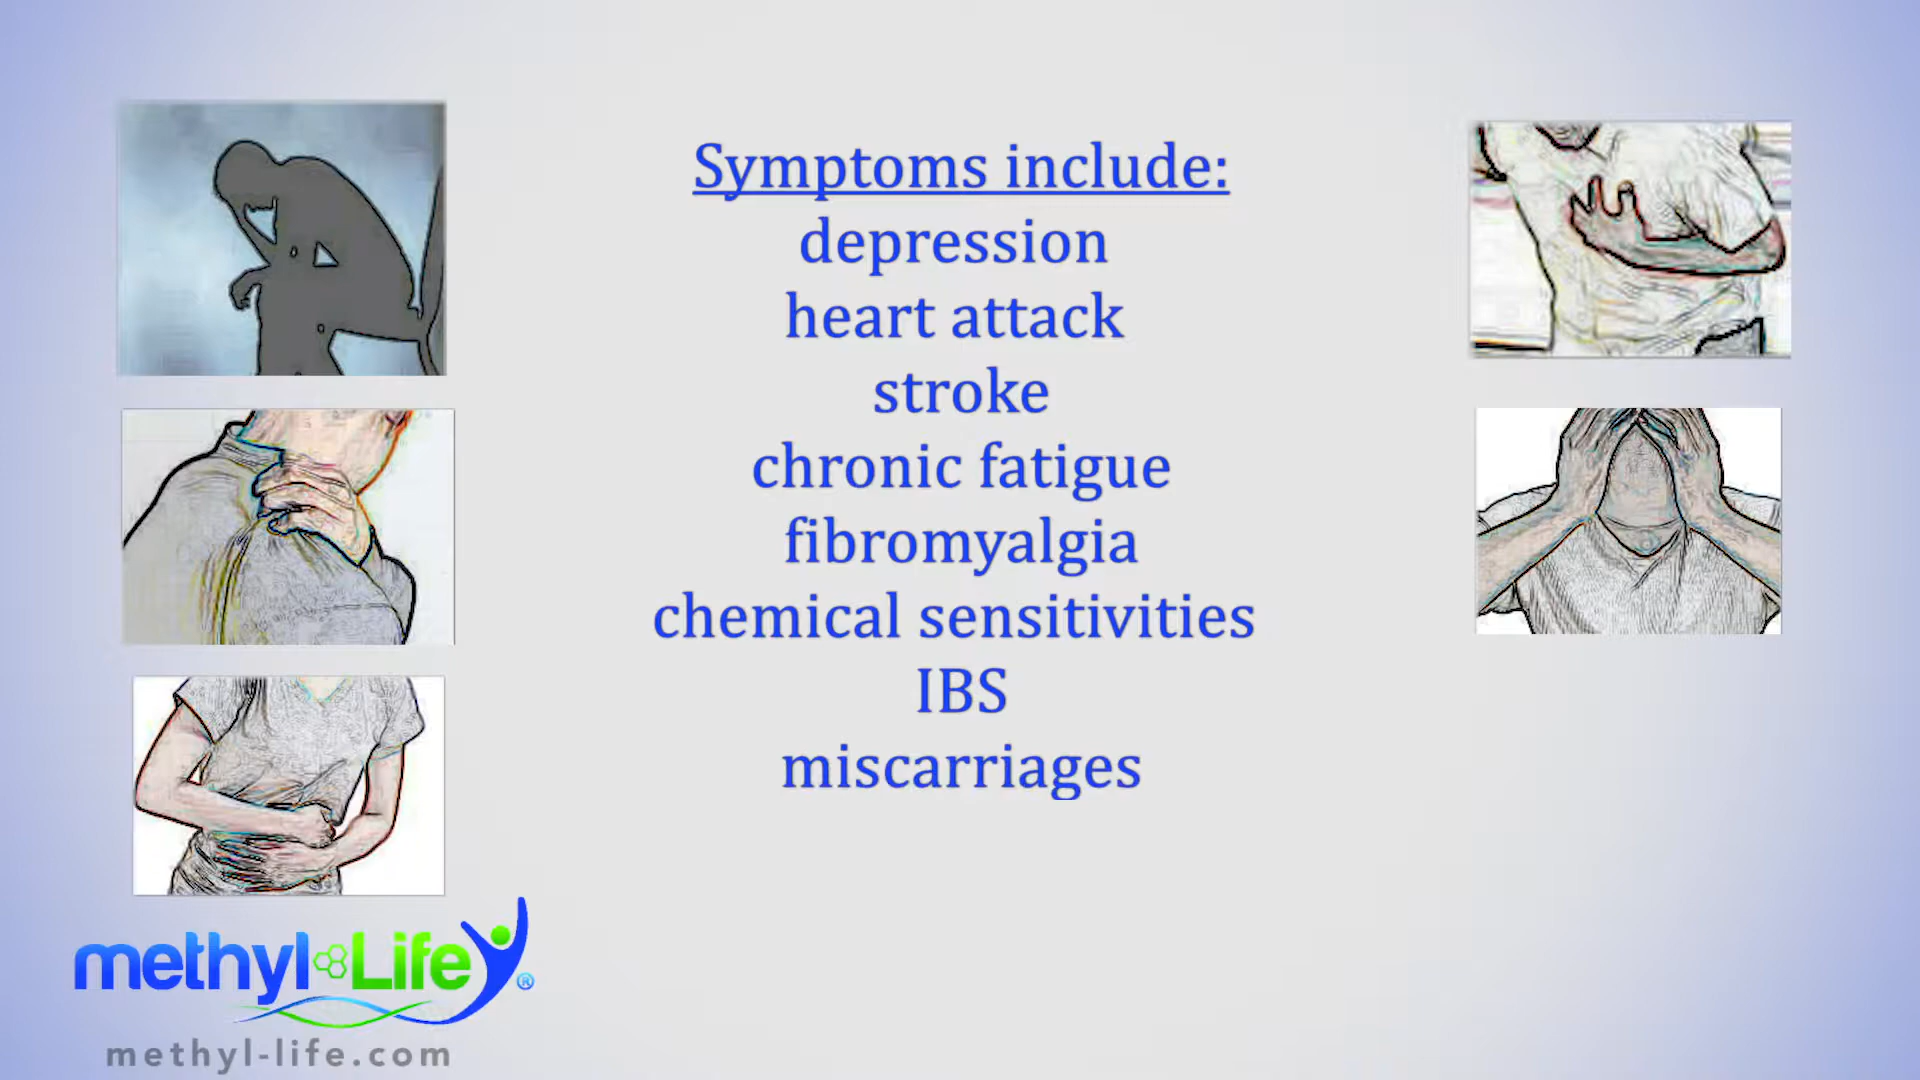 Symptoms include:
depression
heart attack
stroke
chronic fatigue
fibromyalgia
chemical sensitivities
IBS
miscarriages
methyl Life®
methyl-life.com